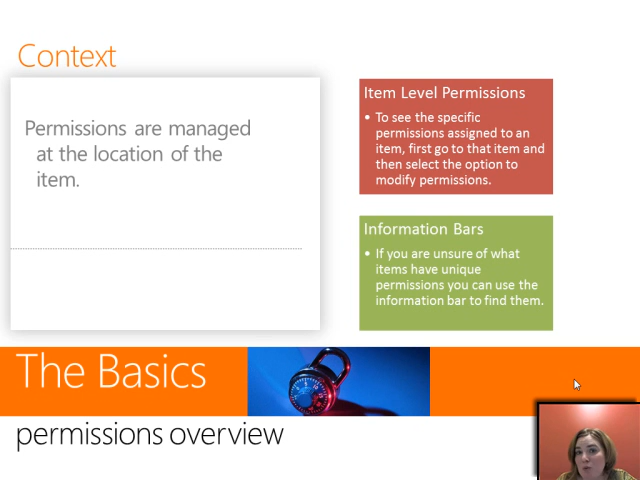 Context
Permissions are managed
at the location of the
item.
Item Level Permissions
• To see the specific
permissions assigned to an
item, first go to that item and
then select the option to
modify permissions.
Information Bars
• If you are unsure of what
items have unique
permissions you can use the
information bar to find them.
The Basics
permissions overview